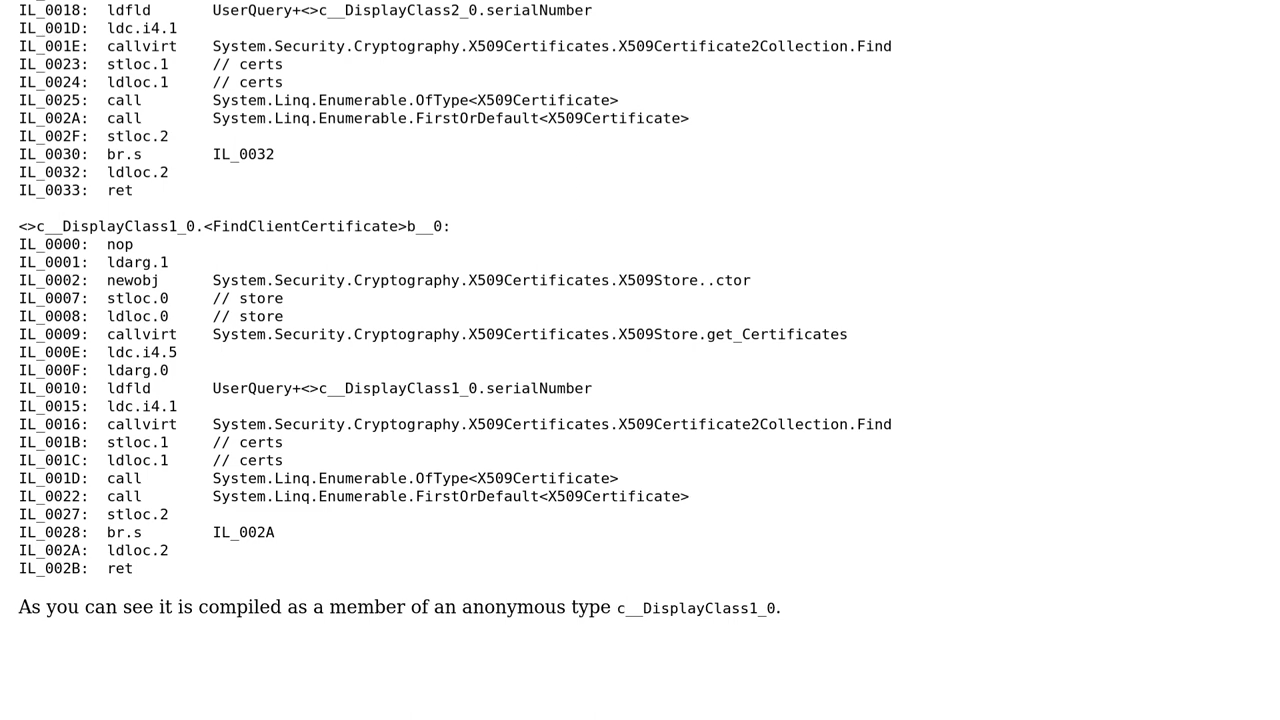 IL_0018:  ldfld       UserQuery+<>c__DisplayClass2_0.serialNumber
IL_001D:  ldc.i4.1
IL_001E:  callvirt    System.Security.Cryptography.X509Certificates.X509Certificate2Collection.Find
IL_0023:  stloc.1     // certs
IL_0024:  ldloc.1     // certs
IL_0025:  call        System.Linq.Enumerable.OfType<X509Certificate>
IL_002A:  call        System.Linq.Enumerable.FirstOrDefault<X509Certificate>
IL_002F:  stloc.2
IL_0030:  br.s        IL_0032
IL_0032:  ldloc.2
IL_0033:  ret
<>c__DisplayClass1_0.<FindClientCertificate>b__0:
IL_0000:  nop
IL_0001:  ldarg.1
IL_0002:  newobj      System.Security.Cryptography.X509Certificates.X509Store..ctor
IL_0007:  stloc.0     // store
IL_0008:  ldloc.0     // store
IL_0009:  callvirt    System.Security.Cryptography.X509Certificates.X509Store.get_Certificates
IL_000E:  ldc.i4.5
IL_000F:  ldarg.0
IL_0010:  ldfld       UserQuery+<>c__DisplayClass1_0.serialNumber
IL_0015:  ldc.i4.1
IL_0016:  callvirt    System.Security.Cryptography.X509Certificates.X509Certificate2Collection.Find
IL_001B:  stloc.1     // certs
IL_001C:  ldloc.1     // certs
IL_001D:  call        System.Linq.Enumerable.OfType<X509Certificate>
IL_0022:  call        System.Linq.Enumerable.FirstOrDefault<X509Certificate>
IL_0027:  stloc.2
IL_0028:  br.s        IL_002A
IL_002A:  ldloc.2
IL_002B:  ret
As you can see it is compiled as a member of an anonymous type c__DisplayClass1_0.